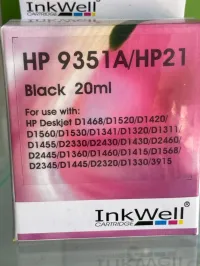 HP 9351A/HP21
Black 20ml
For use with:
HP Deskjet D1468/D1520/D1420/
D1560/D1530/D1341/D1320/D1311/
D1455/D2330/D2430/D1430/D2460/
D2445/D1360/D1460/D1415/D1568/
D2345/D1445/D2320/D1330/3915
InkWell
CARTRIDGE